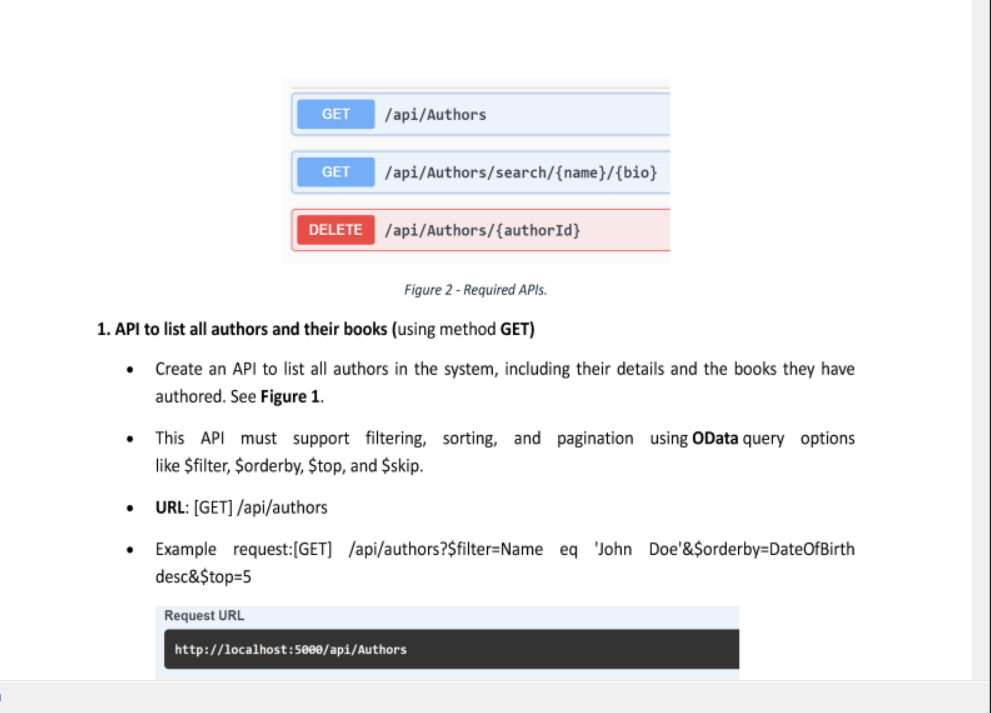 GET /api/Authors
GET /api/Authors/search/{name}/{bio}
DELETE /api/Authors/{authorId}
Figure 2 - Required APIs.
1. API to list all authors and their books (using method GET)
• Create an API to list all authors in the system, including their details and the books they have
authored. See Figure 1.
• This API must support filtering, sorting, and pagination using OData query options
like $filter, $orderby, $top, and $skip.
• URL: [GET] /api/authors
• Example request:[GET] /api/authors?$filter=Name eq 'John Doe'&$orderby=DateOfBirth
desc&$top=5
Request URL
http://localhost:5000/api/Authors